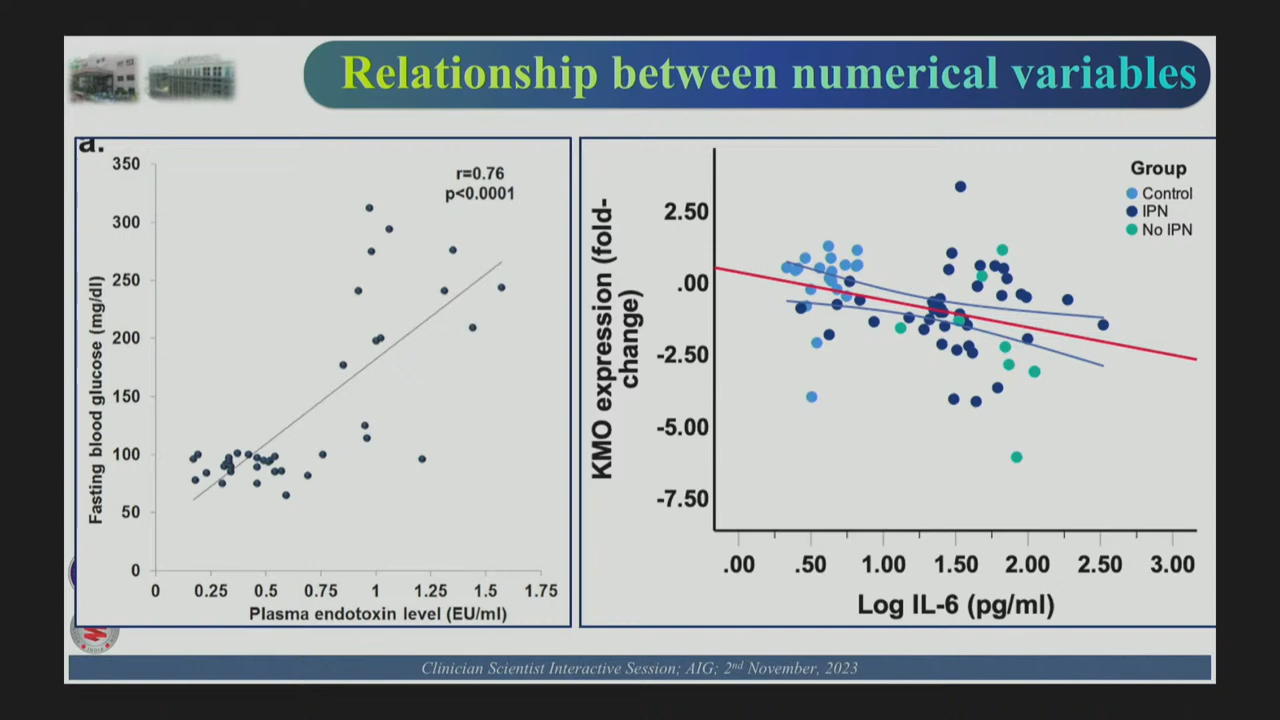 Relationship between numerical variables
a.
r=0.76
p<0.0001
350
300
250
200
150
100
50
0
Fasting blood glucose (mg/dl)
0 0.25 0.5 0.75 1 1.25 1.5 1.75
Plasma endotoxin level (EU/ml)
Group
Control
IPN
No IPN
KMO expression (fold-
change)
2.50
.00
-2.50
-5.00
-7.50
.00 .50 1.00 1.50 2.00 2.50 3.00
Log IL-6 (pg/ml)
INDIA
Clinician Scientist Interactive Session; AIG; 2nd November, 2023